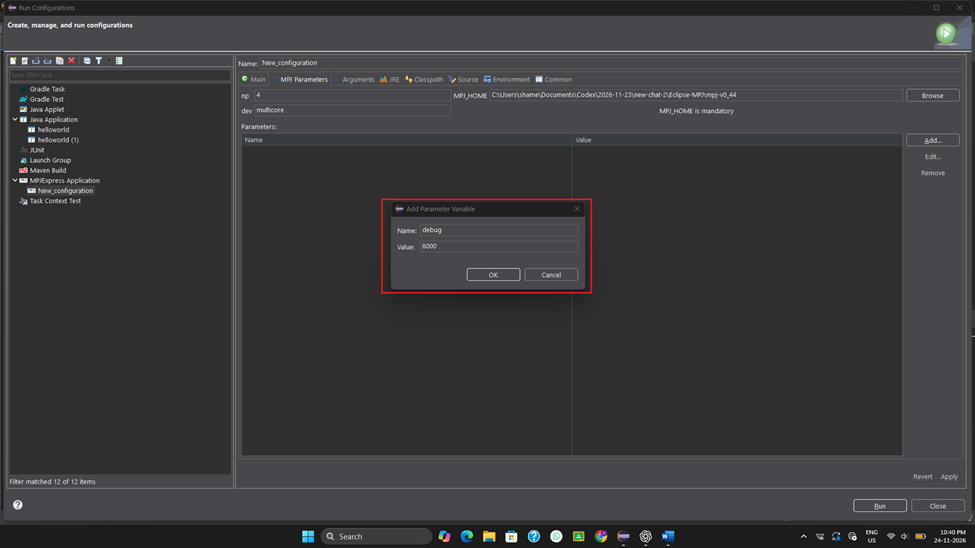 Run Configurations
Create, manage, and run configurations
type filter text
Gradle Task
Gradle Test
Java Applet
Java Application
helloworld
helloworld (1)
JUnit
Launch Group
Maven Build
MPJExpress Application
New_configuration
Task Context Test
Filter matched 12 of 12 items
Name: New_configuration
Main MPJ Parameters Arguments JRE Classpath Source Environment Common
np 4 MPJ_HOME C:\Users\shame\Documents\Codex\2026-11-23\new-chat-2\Eclipse-MPJ\mpj-v0_44 Browse
dev multicore MPJ_HOME is mandatory
Parameters:
Name Value Add...
Edit...
Remove
Add Parameter Variable
Name: debug
Value: 8000
OK Cancel
Revert Apply
Run Close
Search
ENG
US
10:40 PM
24-11-2026